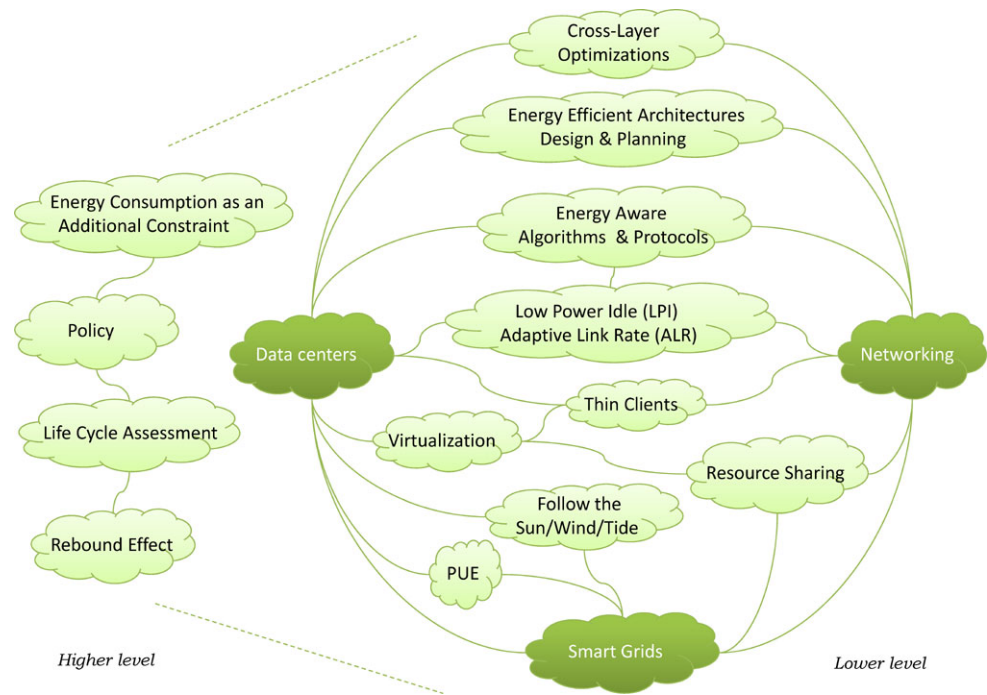 Cross-Layer
Optimizations
Energy Efficient Architectures
Design & Planning
Energy Consumption as an
Additional Constraint
Energy Aware
Algorithms & Protocols
Policy
Low Power Idle (LPI)
Adaptive Link Rate (ALR)
Data centers
Networking
Thin Clients
Life Cycle Assessment
Virtualization
Resource Sharing
Follow the
Sun/Wind/Tide
Rebound Effect
PUE
Smart Grids
Higher level
Lower level